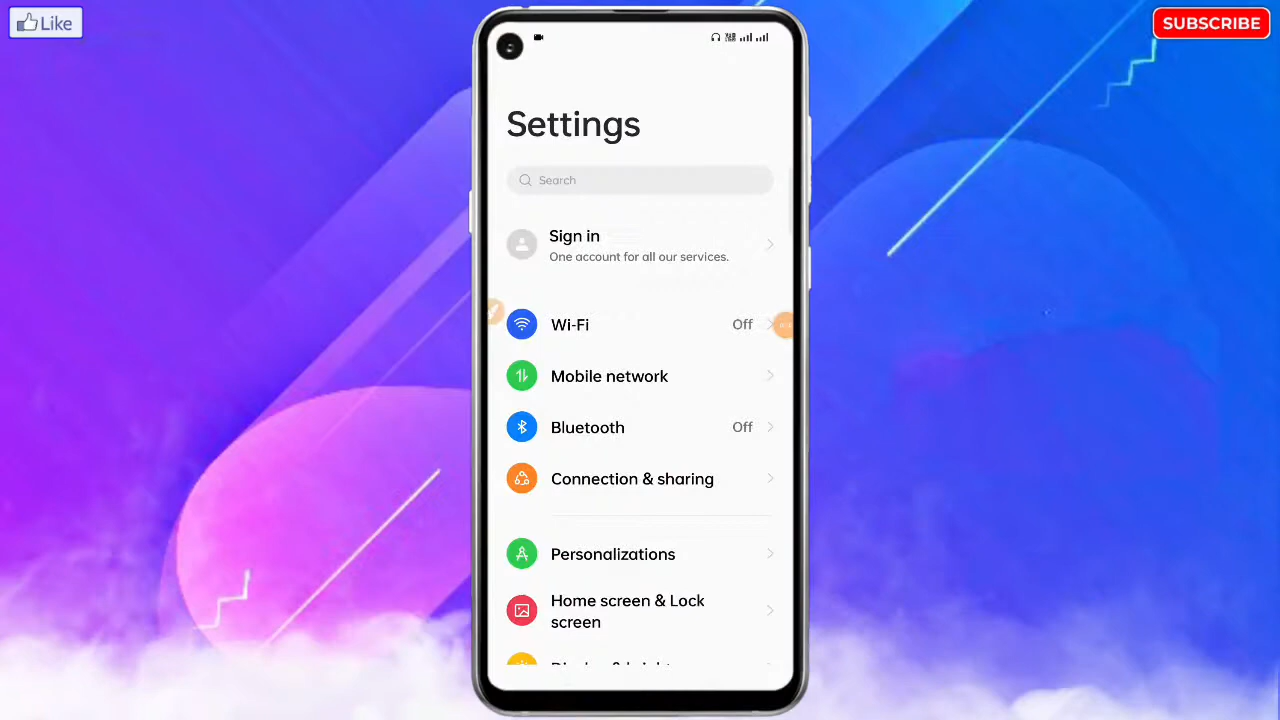 Like
SUBSCRIBE
Settings
Search
Sign in
One account for all our services.
Wi-Fi
Off
Mobile network
Bluetooth
Off
Connection & sharing
Personalizations
Home screen & Lock
screen